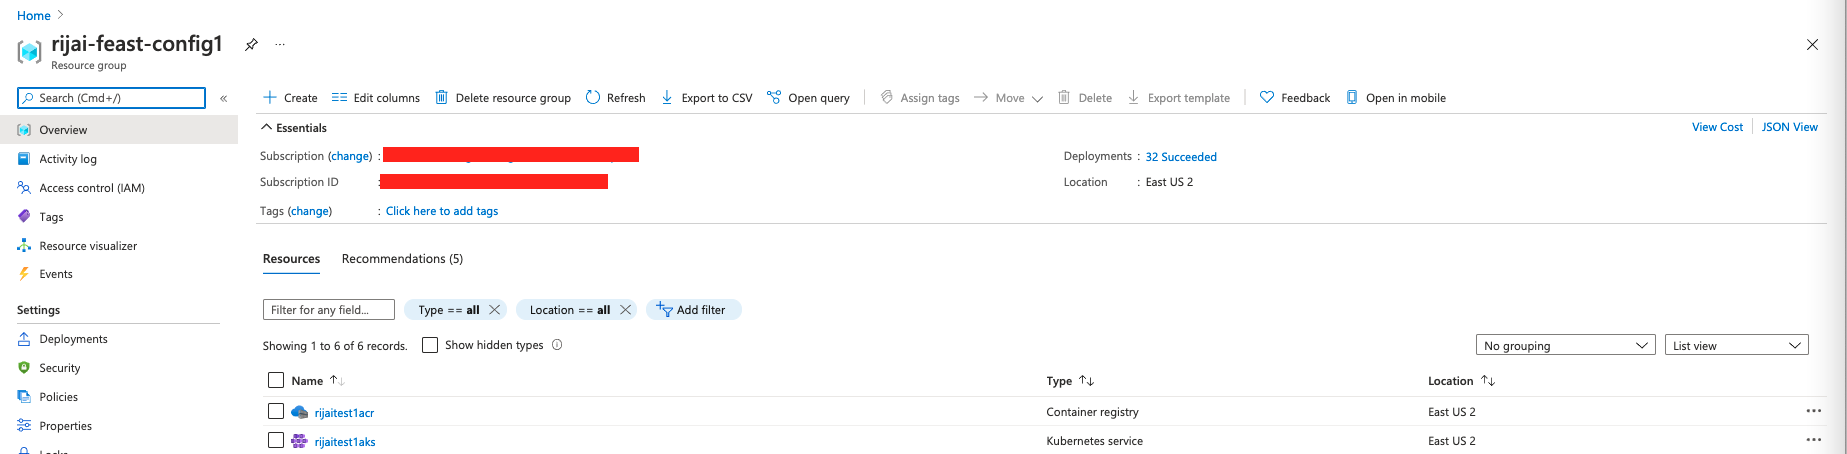 Home
rijai-feast-config1
Resource group
Search (Cmd+/)
Overview
Activity log
Access control (IAM)
Tags
Resource visualizer
Events
Settings
Deployments
Security
Policies
Properties
Locks
Create Edit columns Delete resource group Refresh Export to CSV Open query Assign tags Move Delete Export template Feedback Open in mobile
Essentials View Cost JSON View
Subscription (change) : Deployments : 32 Succeeded
Subscription ID : Location : East US 2
Tags (change) : Click here to add tags
Resources Recommendations (5)
Filter for any field... Type == all Location == all Add filter
Showing 1 to 6 of 6 records. Show hidden types No grouping List view
Name Type Location
rijaitest1acr Container registry East US 2
rijaitest1aks Kubernetes service East US 2